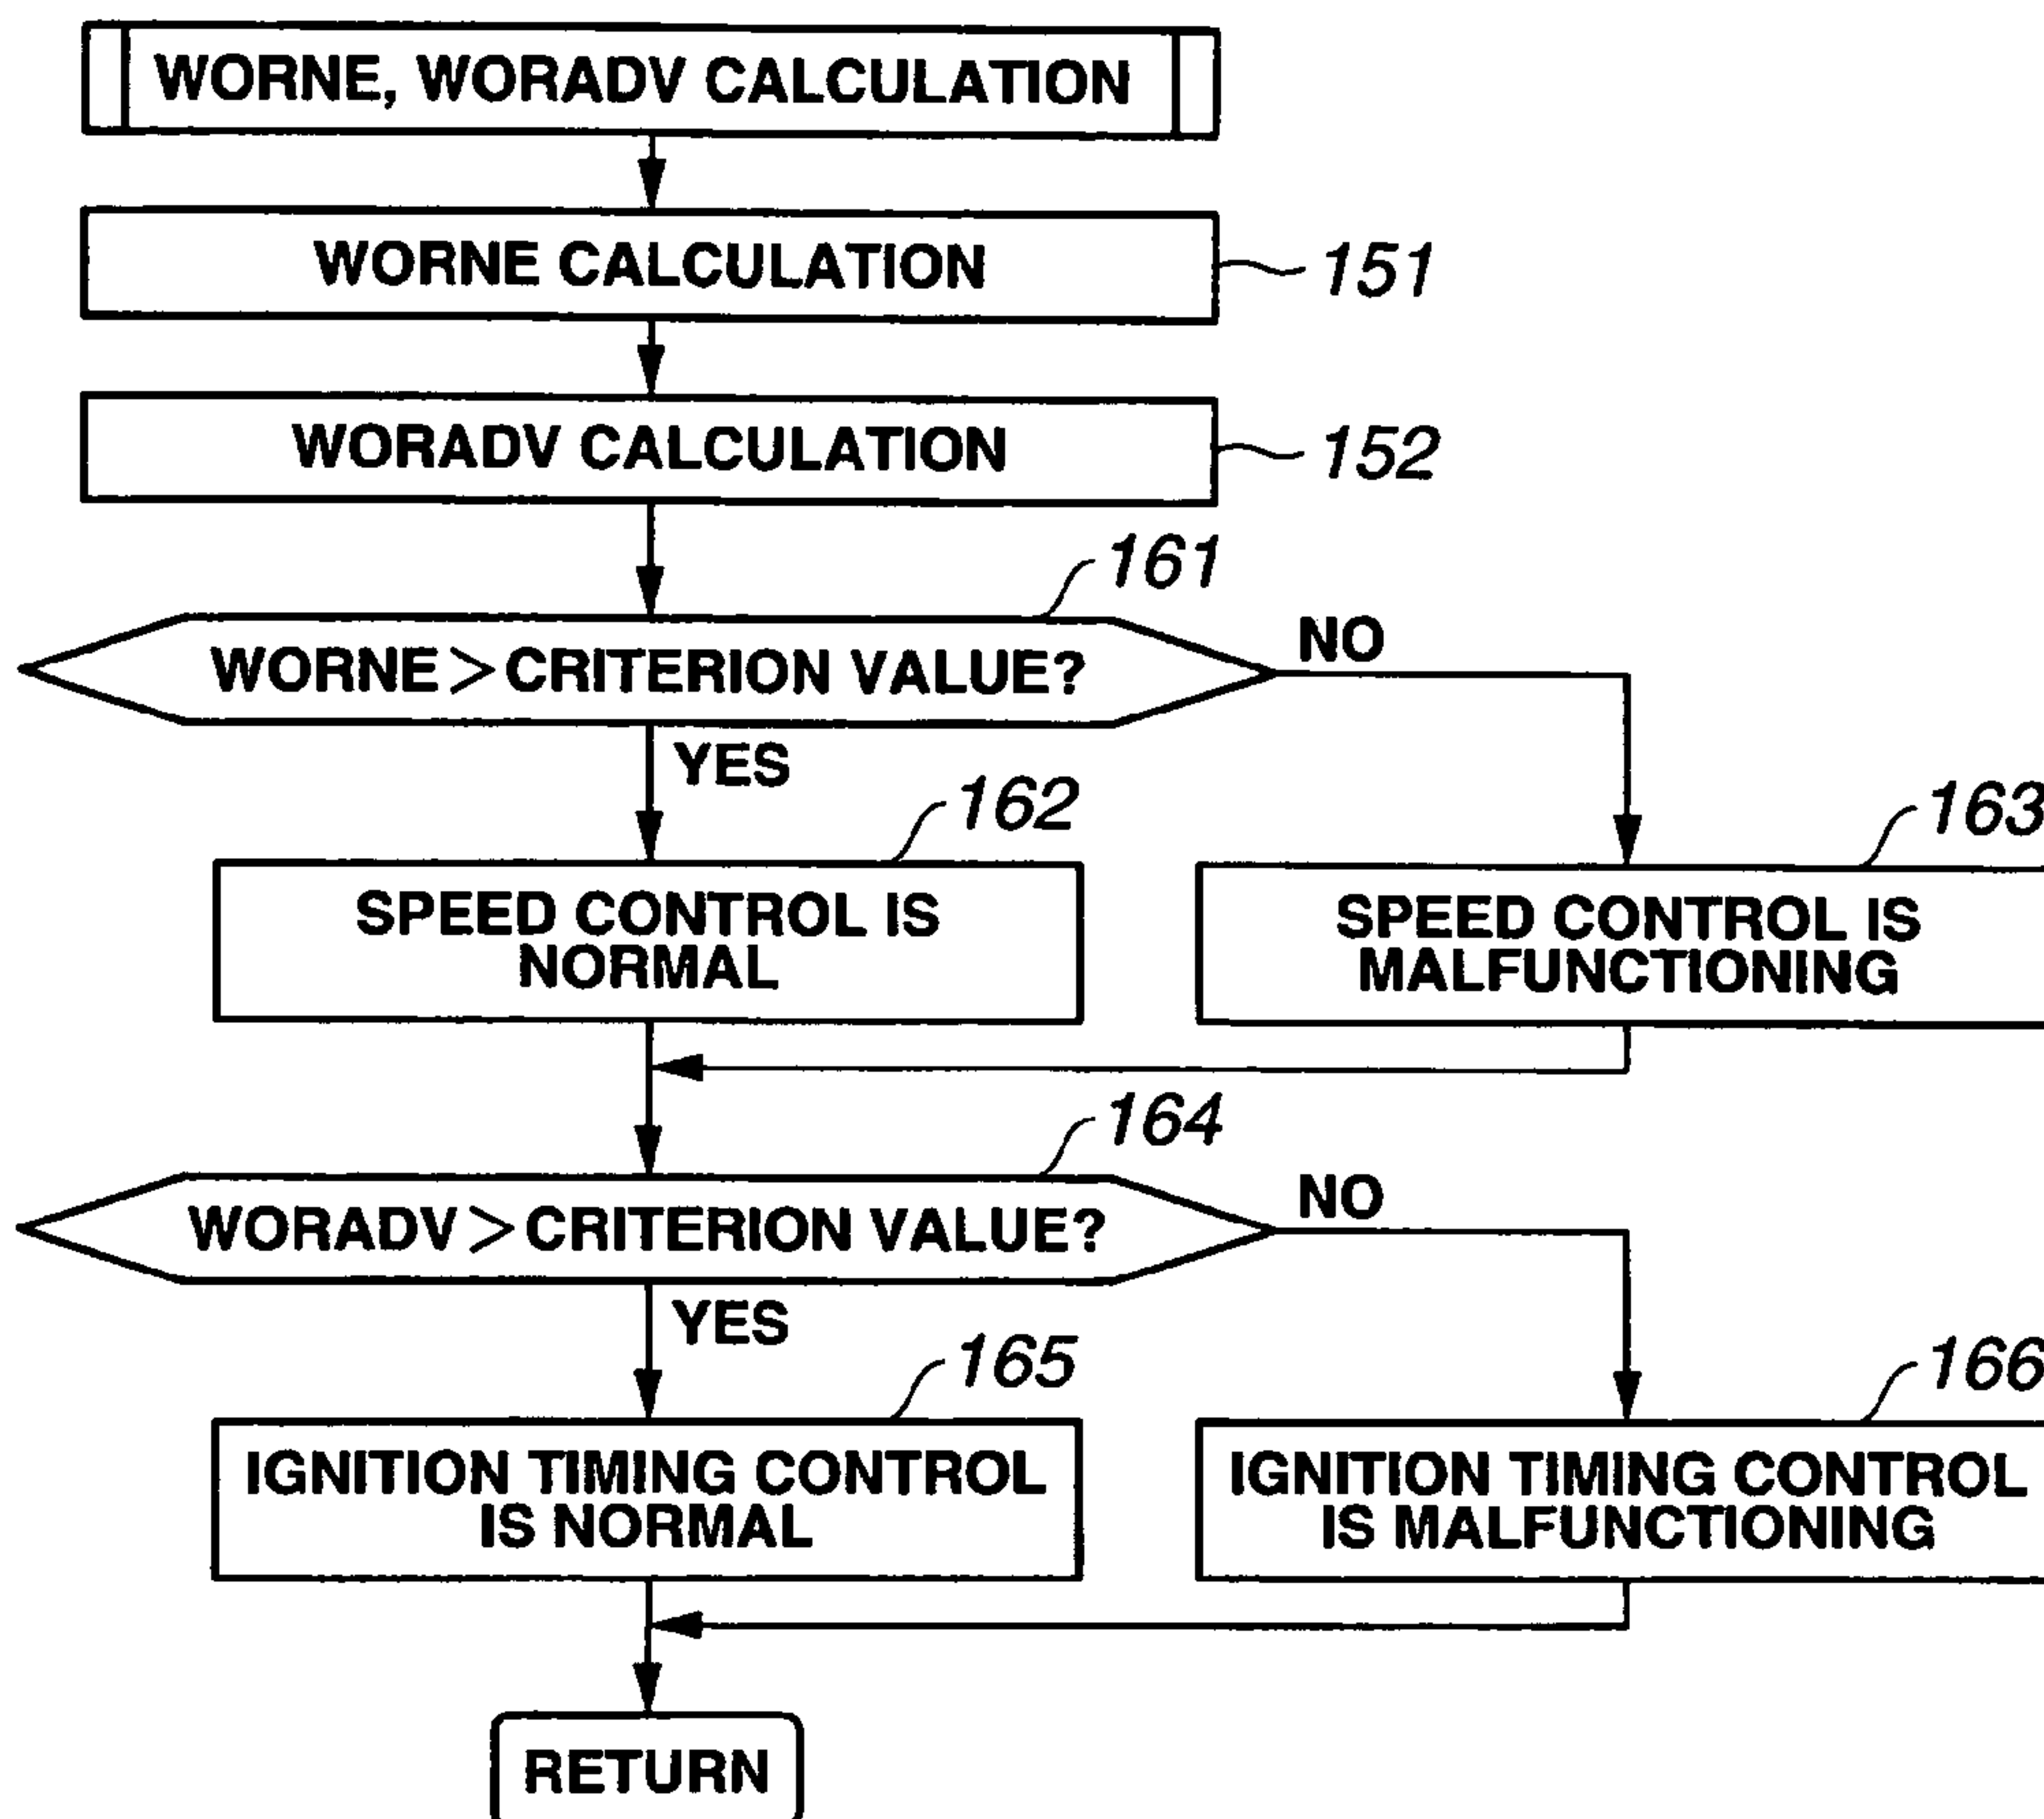 WORNE, WORADV CALCULATION
WORNE CALCULATION
151
WORADV CALCULATION
152
161
WORNE > CRITERION VALUE?
NO
YES
162
163
SPEED CONTROL IS
NORMAL
SPEED CONTROL IS
MALFUNCTIONING
164
WORADV > CRITERION VALUE?
NO
YES
165
166
IGNITION TIMING CONTROL
IS NORMAL
IGNITION TIMING CONTROL
IS MALFUNCTIONING
RETURN